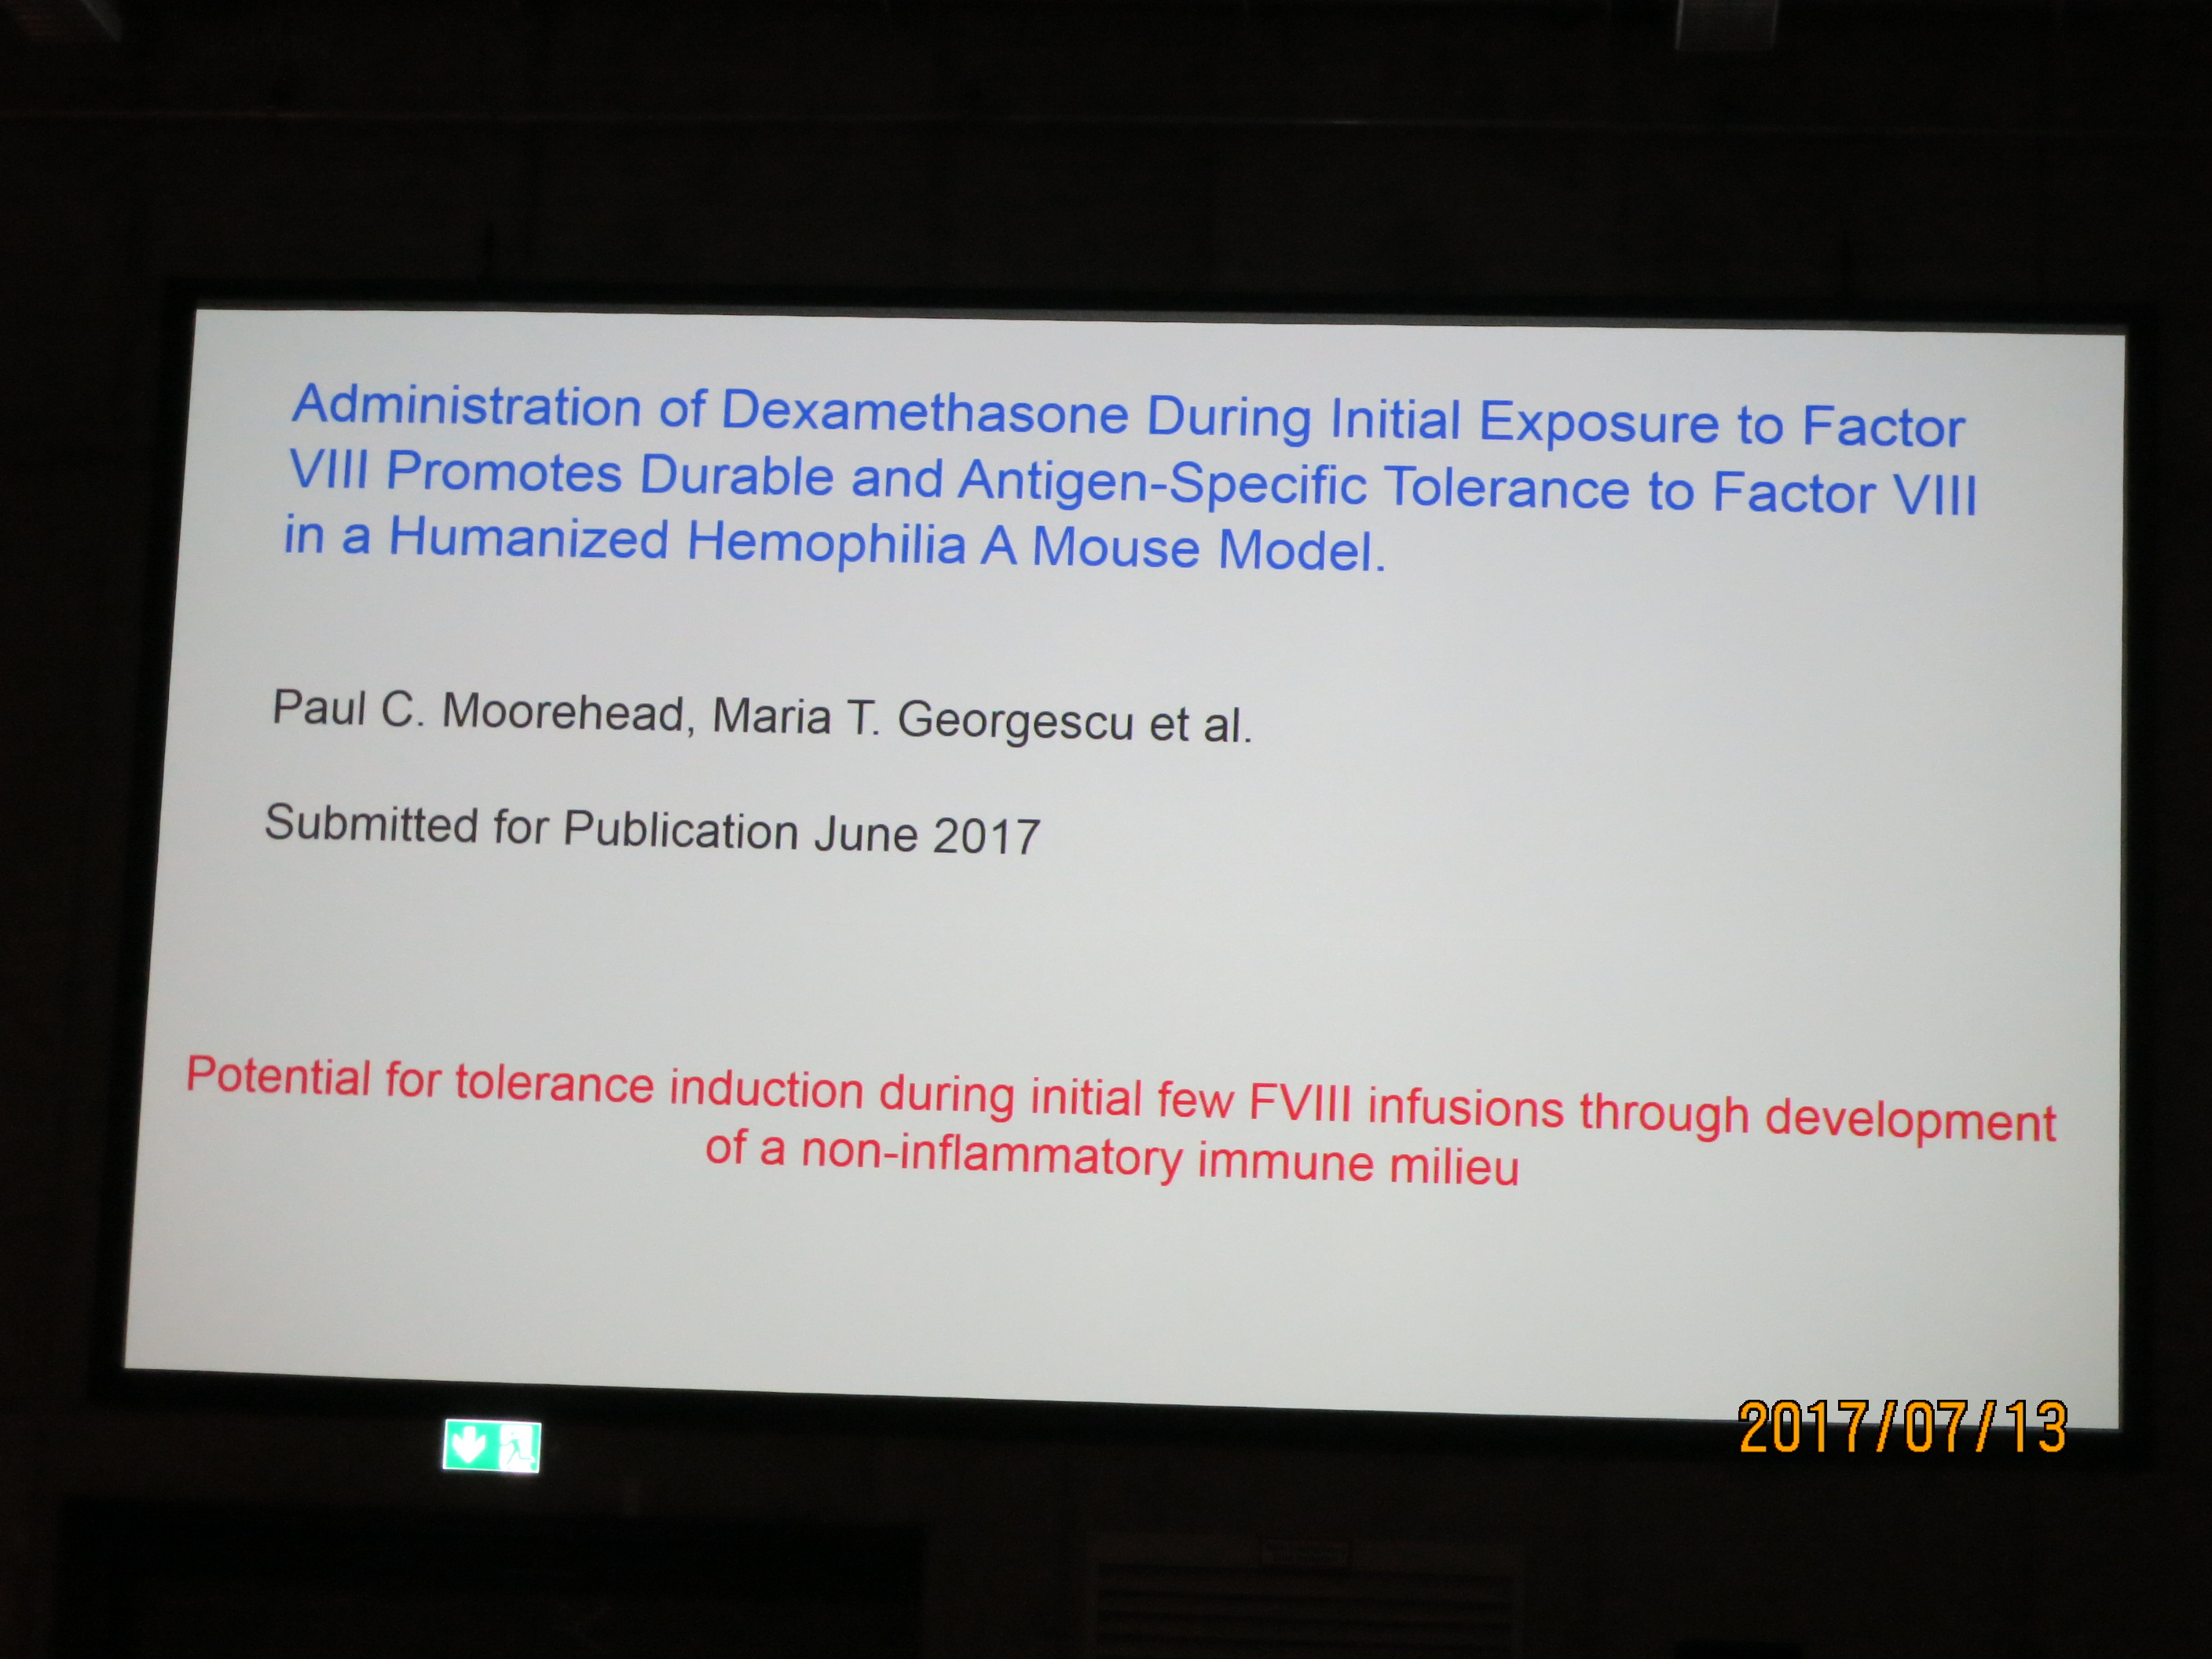 Administration of Dexamethasone During Initial Exposure to Factor
VIII Promotes Durable and Antigen-Specific Tolerance to Factor VIII
in a Humanized Hemophilia A Mouse Model.
Paul C. Moorehead, Maria T. Georgescu et al.
Submitted for Publication June 2017
Potential for tolerance induction during initial few FVIII infusions through development
of a non-inflammatory immune milieu
2017/07/13